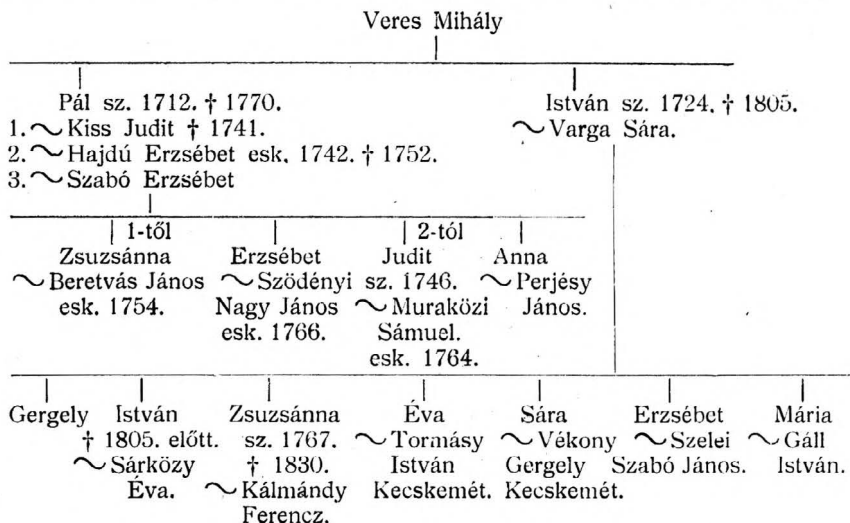 Veres Mihály
Pál sz. 1712. † 1770. István sz. 1724. † 1805.
1. ~ Kiss Judit † 1741. ~ Varga Sára.
2. ~ Hajdú Erzsébet esk. 1742. † 1752.
3. ~ Szabó Erzsébet
1-től 2-tól
Zsuzsánna Erzsébet Judit Anna
~ Beretvás János ~ Szödényi sz. 1746. ~ Perjésy
esk. 1754. Nagy János ~ Muraközi János.
esk. 1766. Sámuel.
esk. 1764.
Gergely István Zsuzsánna Éva Sára Erzsébet Mária
† 1805. előtt. sz. 1767. ~ Tormásy ~ Vékony ~ Szelei ~ Gáll
~ Sárközy † 1830. István Gergely Szabó János. István.
Éva. ~ Kálmándy Kecskemét. Kecskemét.
Ferencz.